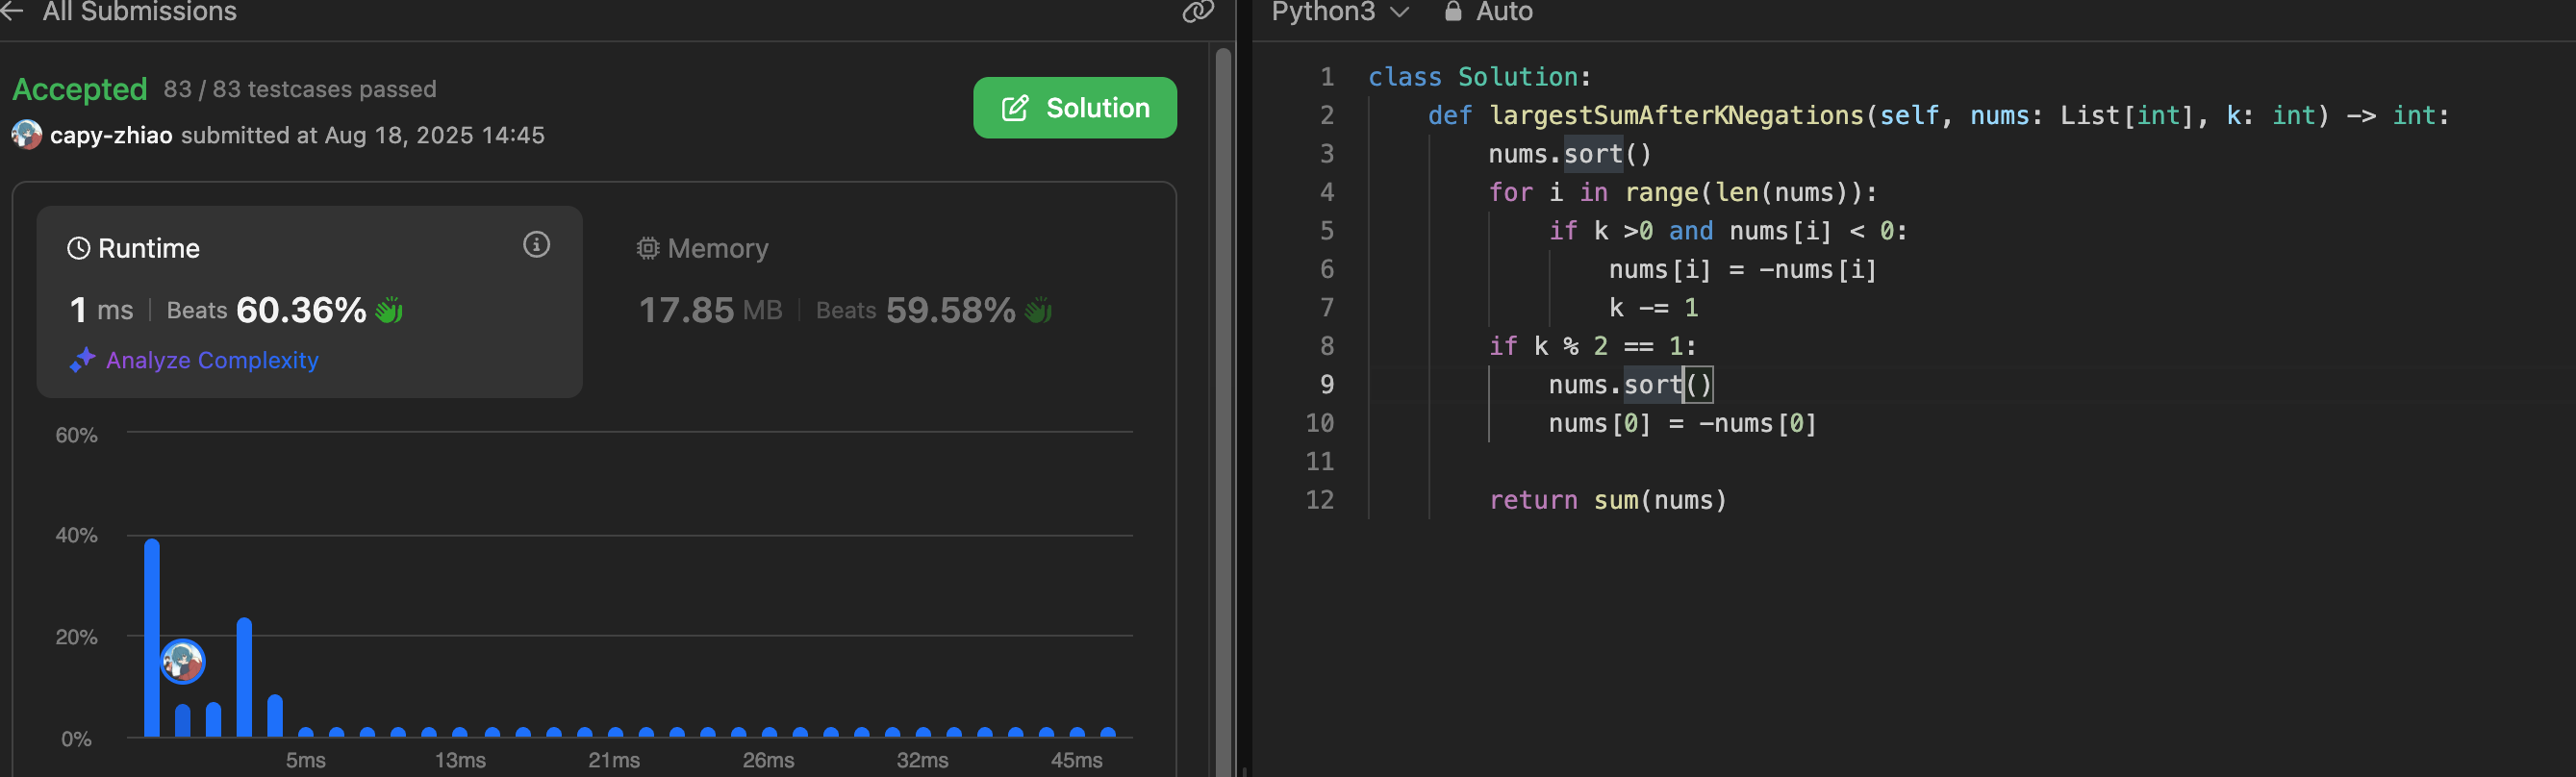 All Submissions
Accepted 83 / 83 testcases passed
capy-zhiao submitted at Aug 18, 2025 14:45
Solution
Runtime
1 ms | Beats 60.36%
Analyze Complexity
Memory
17.85 MB | Beats 59.58%
60%
40%
20%
0%
5ms 13ms 21ms 26ms 32ms 45ms
Python3 Auto
1 class Solution:
2     def largestSumAfterKNegations(self, nums: List[int], k: int) -> int:
3         nums.sort()
4         for i in range(len(nums)):
5             if k >0 and nums[i] < 0:
6                 nums[i] = -nums[i]
7                 k -= 1
8         if k % 2 == 1:
9             nums.sort()
10             nums[0] = -nums[0]
11
12         return sum(nums)